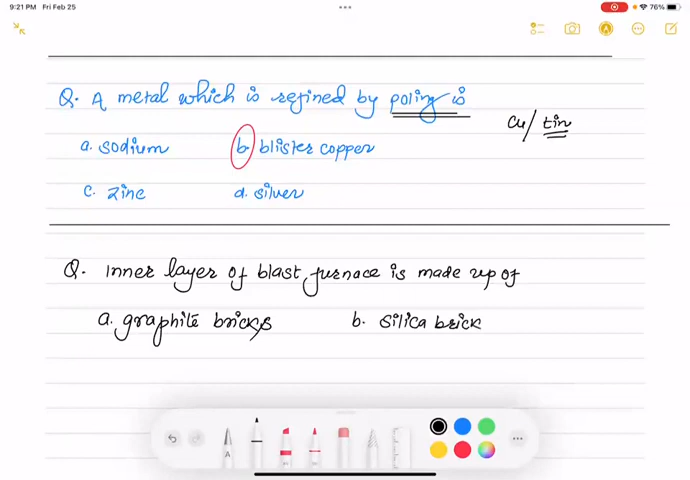 9:21 PM Fri Feb 25
76%
Q. A metal which is refined by poling is
Cu/tin
a. sodium b. blister copper
c. zinc d. silver
Q. Inner layer of blast furnace is made up of
a. graphite bricks b. silica brick
A